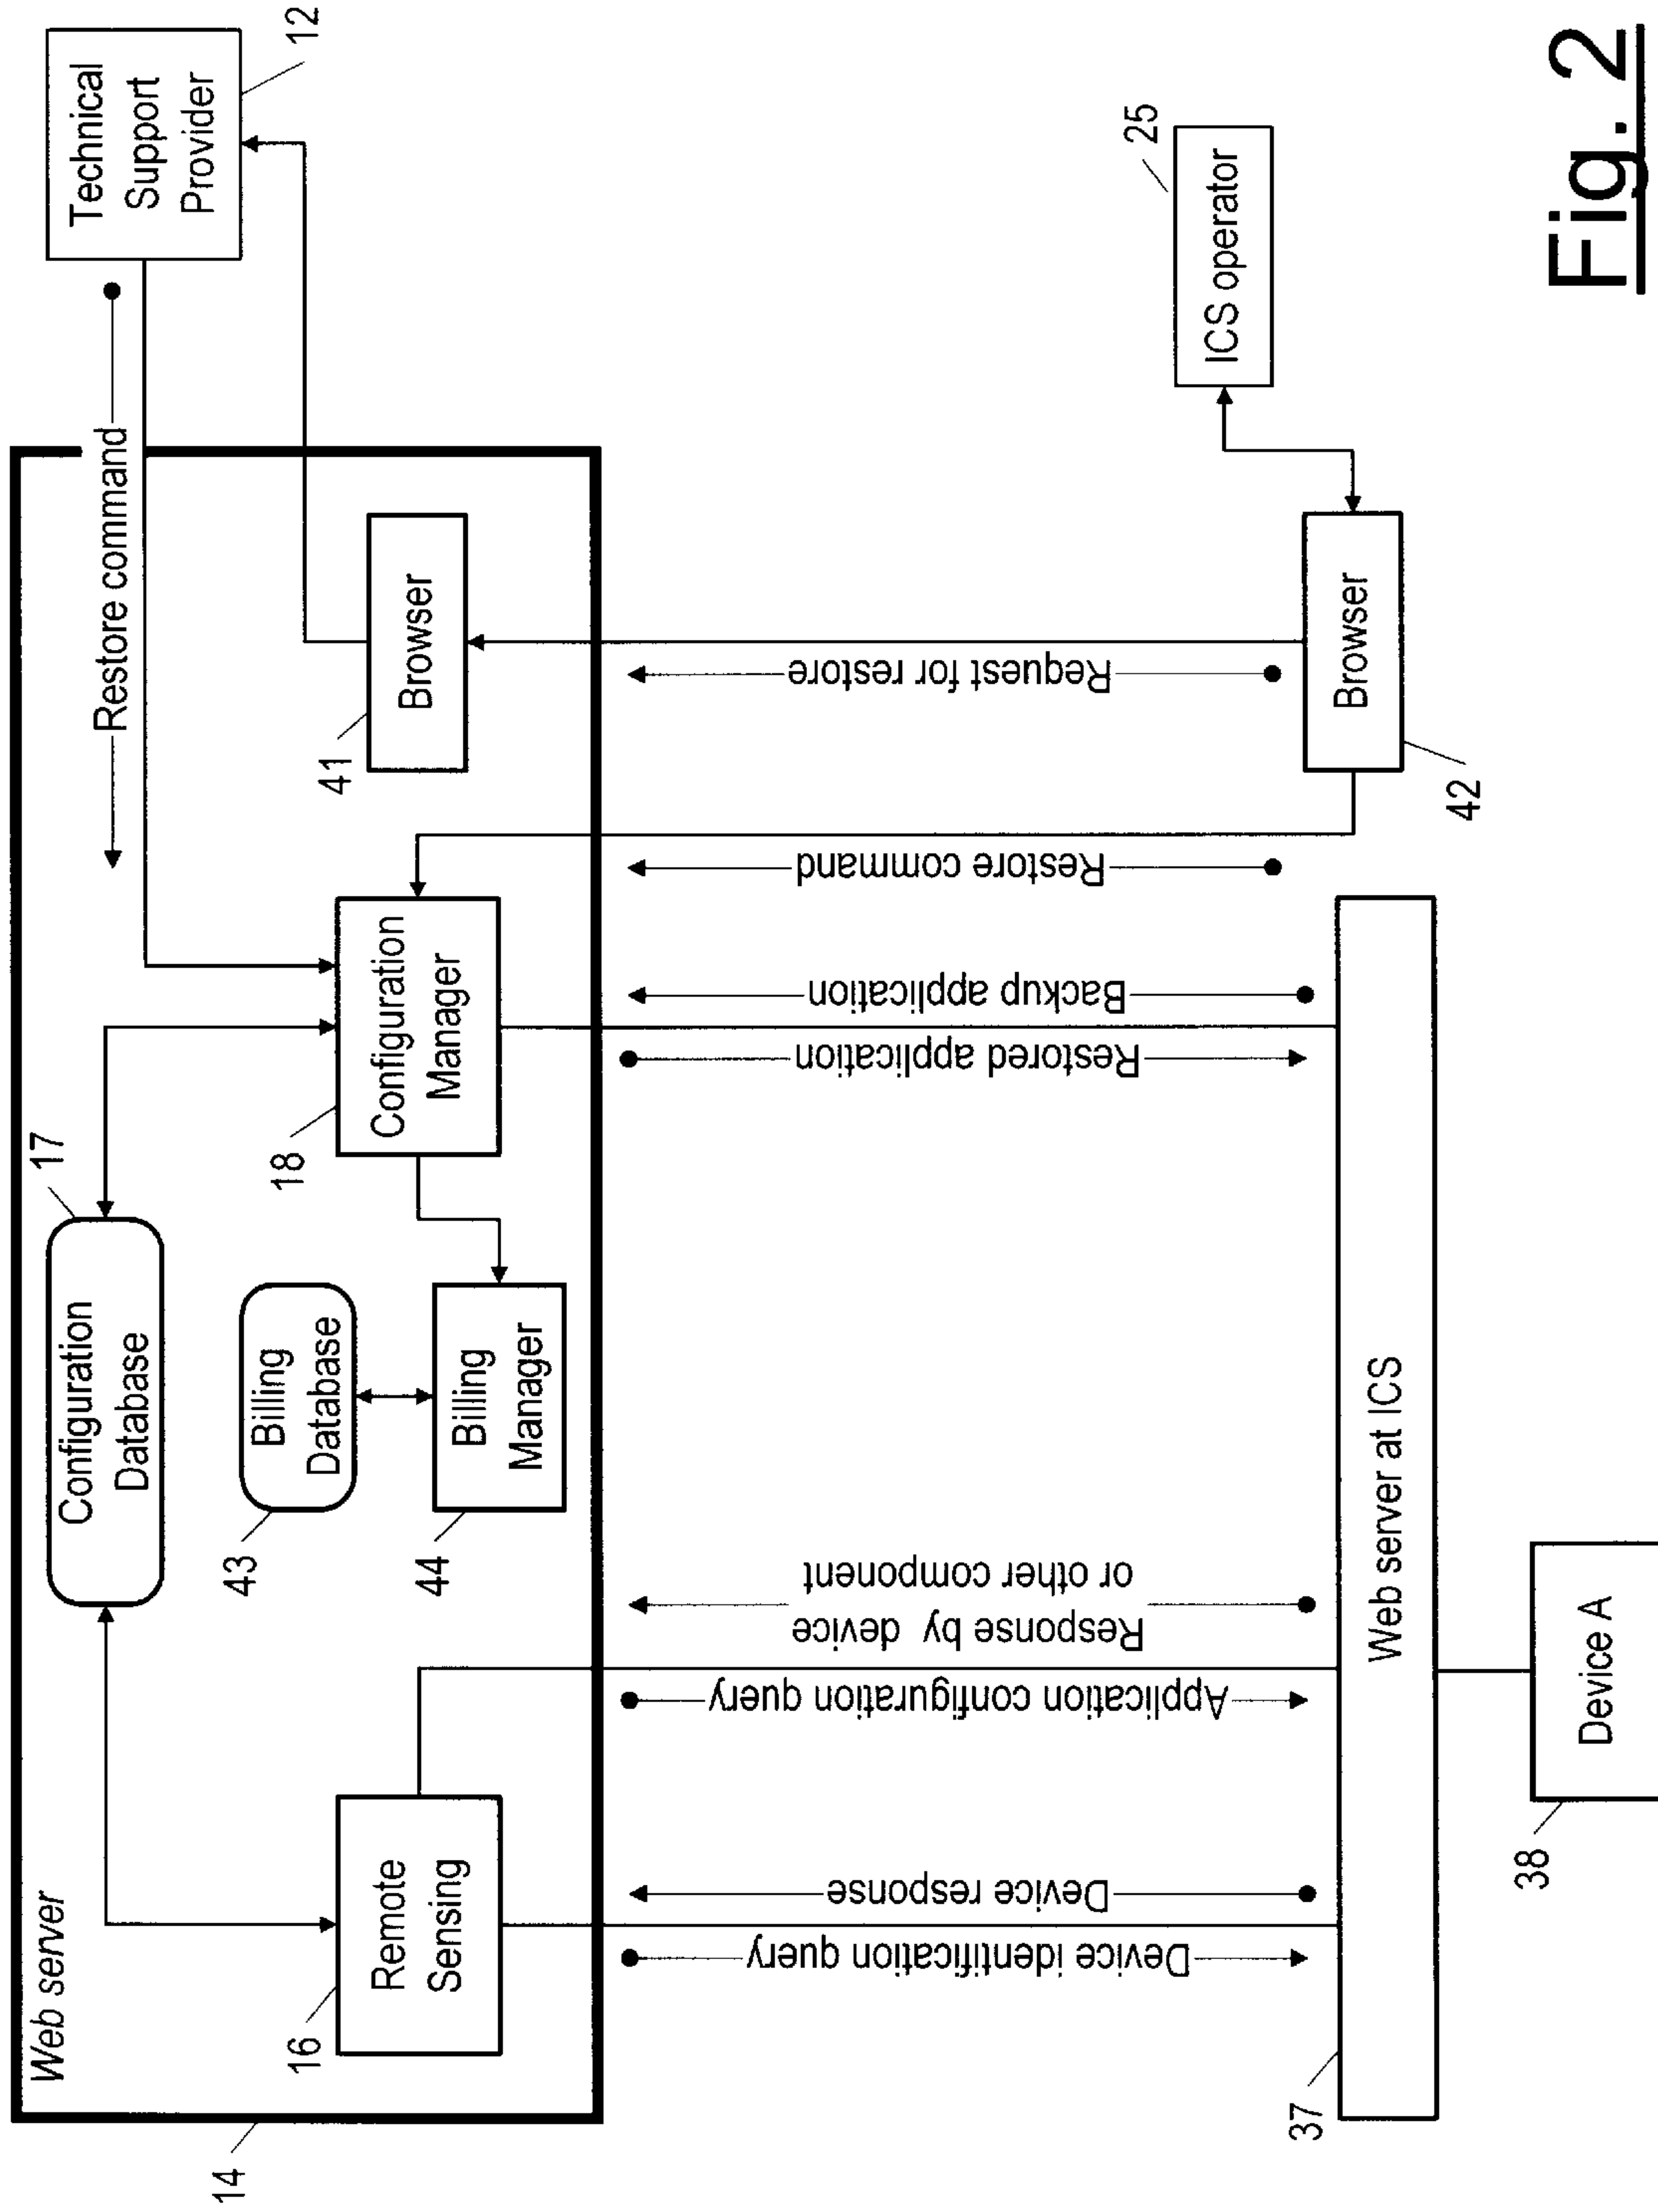 Web server
14
Configuration
Database
17
Technical
Support
Provider
12
Restore command
Billing
Database
43
Billing
Manager
44
Remote
Sensing
16
Configuration
Manager
18
Browser
41
Device identification query
Device response
Application configuration query
Response by device
or other component
Restored application
Backup application
Restore command
Request for restore
ICS operator
25
Browser
42
Web server at ICS
37
Device A
38
Fig. 2